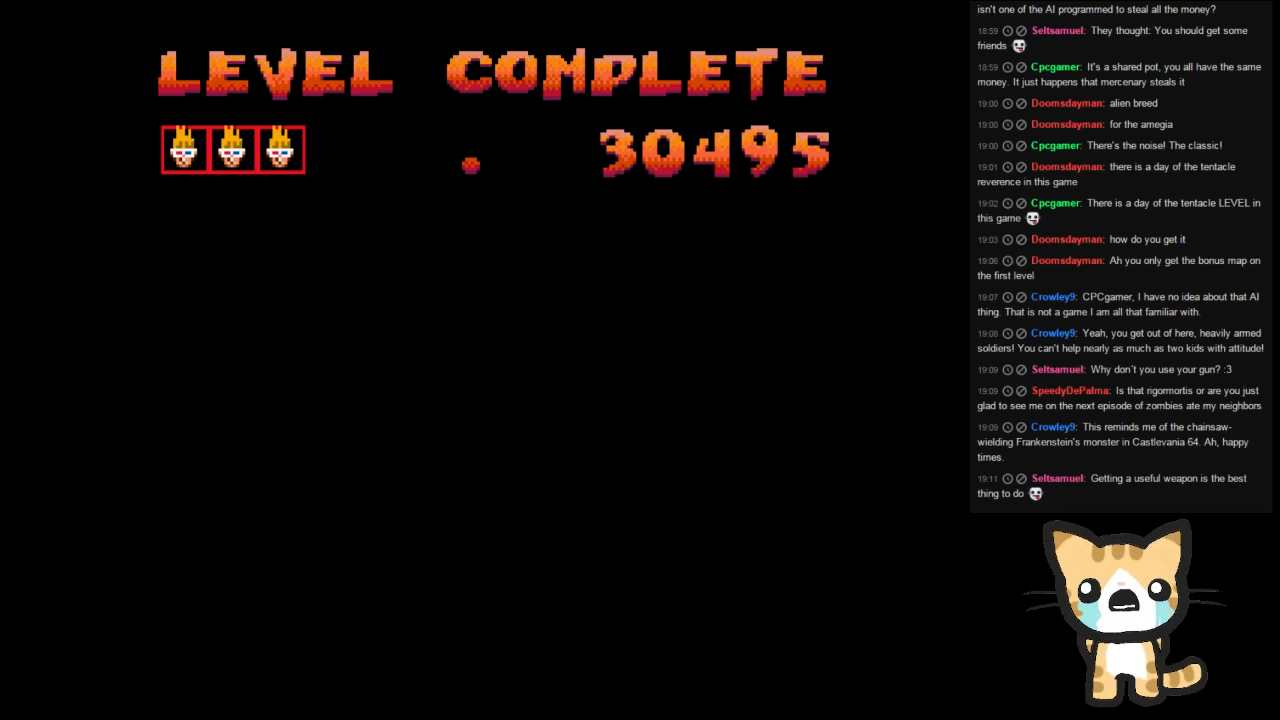 LEVEL COMPLETE
. 30495
isn't one of the AI programmed to steal all the money?
18:59 Seltsamuel: They thought: You should get some
friends
18:59 Cpcgamer: It's a shared pot, you all have the same
money. It just happens that mercenary steals it
19:00 Doomsdayman: alien breed
19:00 Doomsdayman: for the amegia
19:00 Cpcgamer: There's the noise! The classic!
19:01 Doomsdayman: there is a day of the tentacle
reverence in this game
19:02 Cpcgamer: There is a day of the tentacle LEVEL in
this game
19:03 Doomsdayman: how do you get it
19:06 Doomsdayman: Ah you only get the bonus map on
the first level
19:07 Crowley9: CPCgamer, I have no idea about that AI
thing. That is not a game I am all that familiar with.
19:08 Crowley9: Yeah, you get out of here, heavily armed
soldiers! You can't help nearly as much as two kids with attitude!
19:09 Seltsamuel: Why don't you use your gun? :3
19:09 SpeedyDePalma: Is that rigormortis or are you just
glad to see me on the next episode of zombies ate my neighbors
19:09 Crowley9: This reminds me of the chainsaw-
wielding Frankenstein's monster in Castlevania 64. Ah, happy
times.
19:11 Seltsamuel: Getting a useful weapon is the best
thing to do